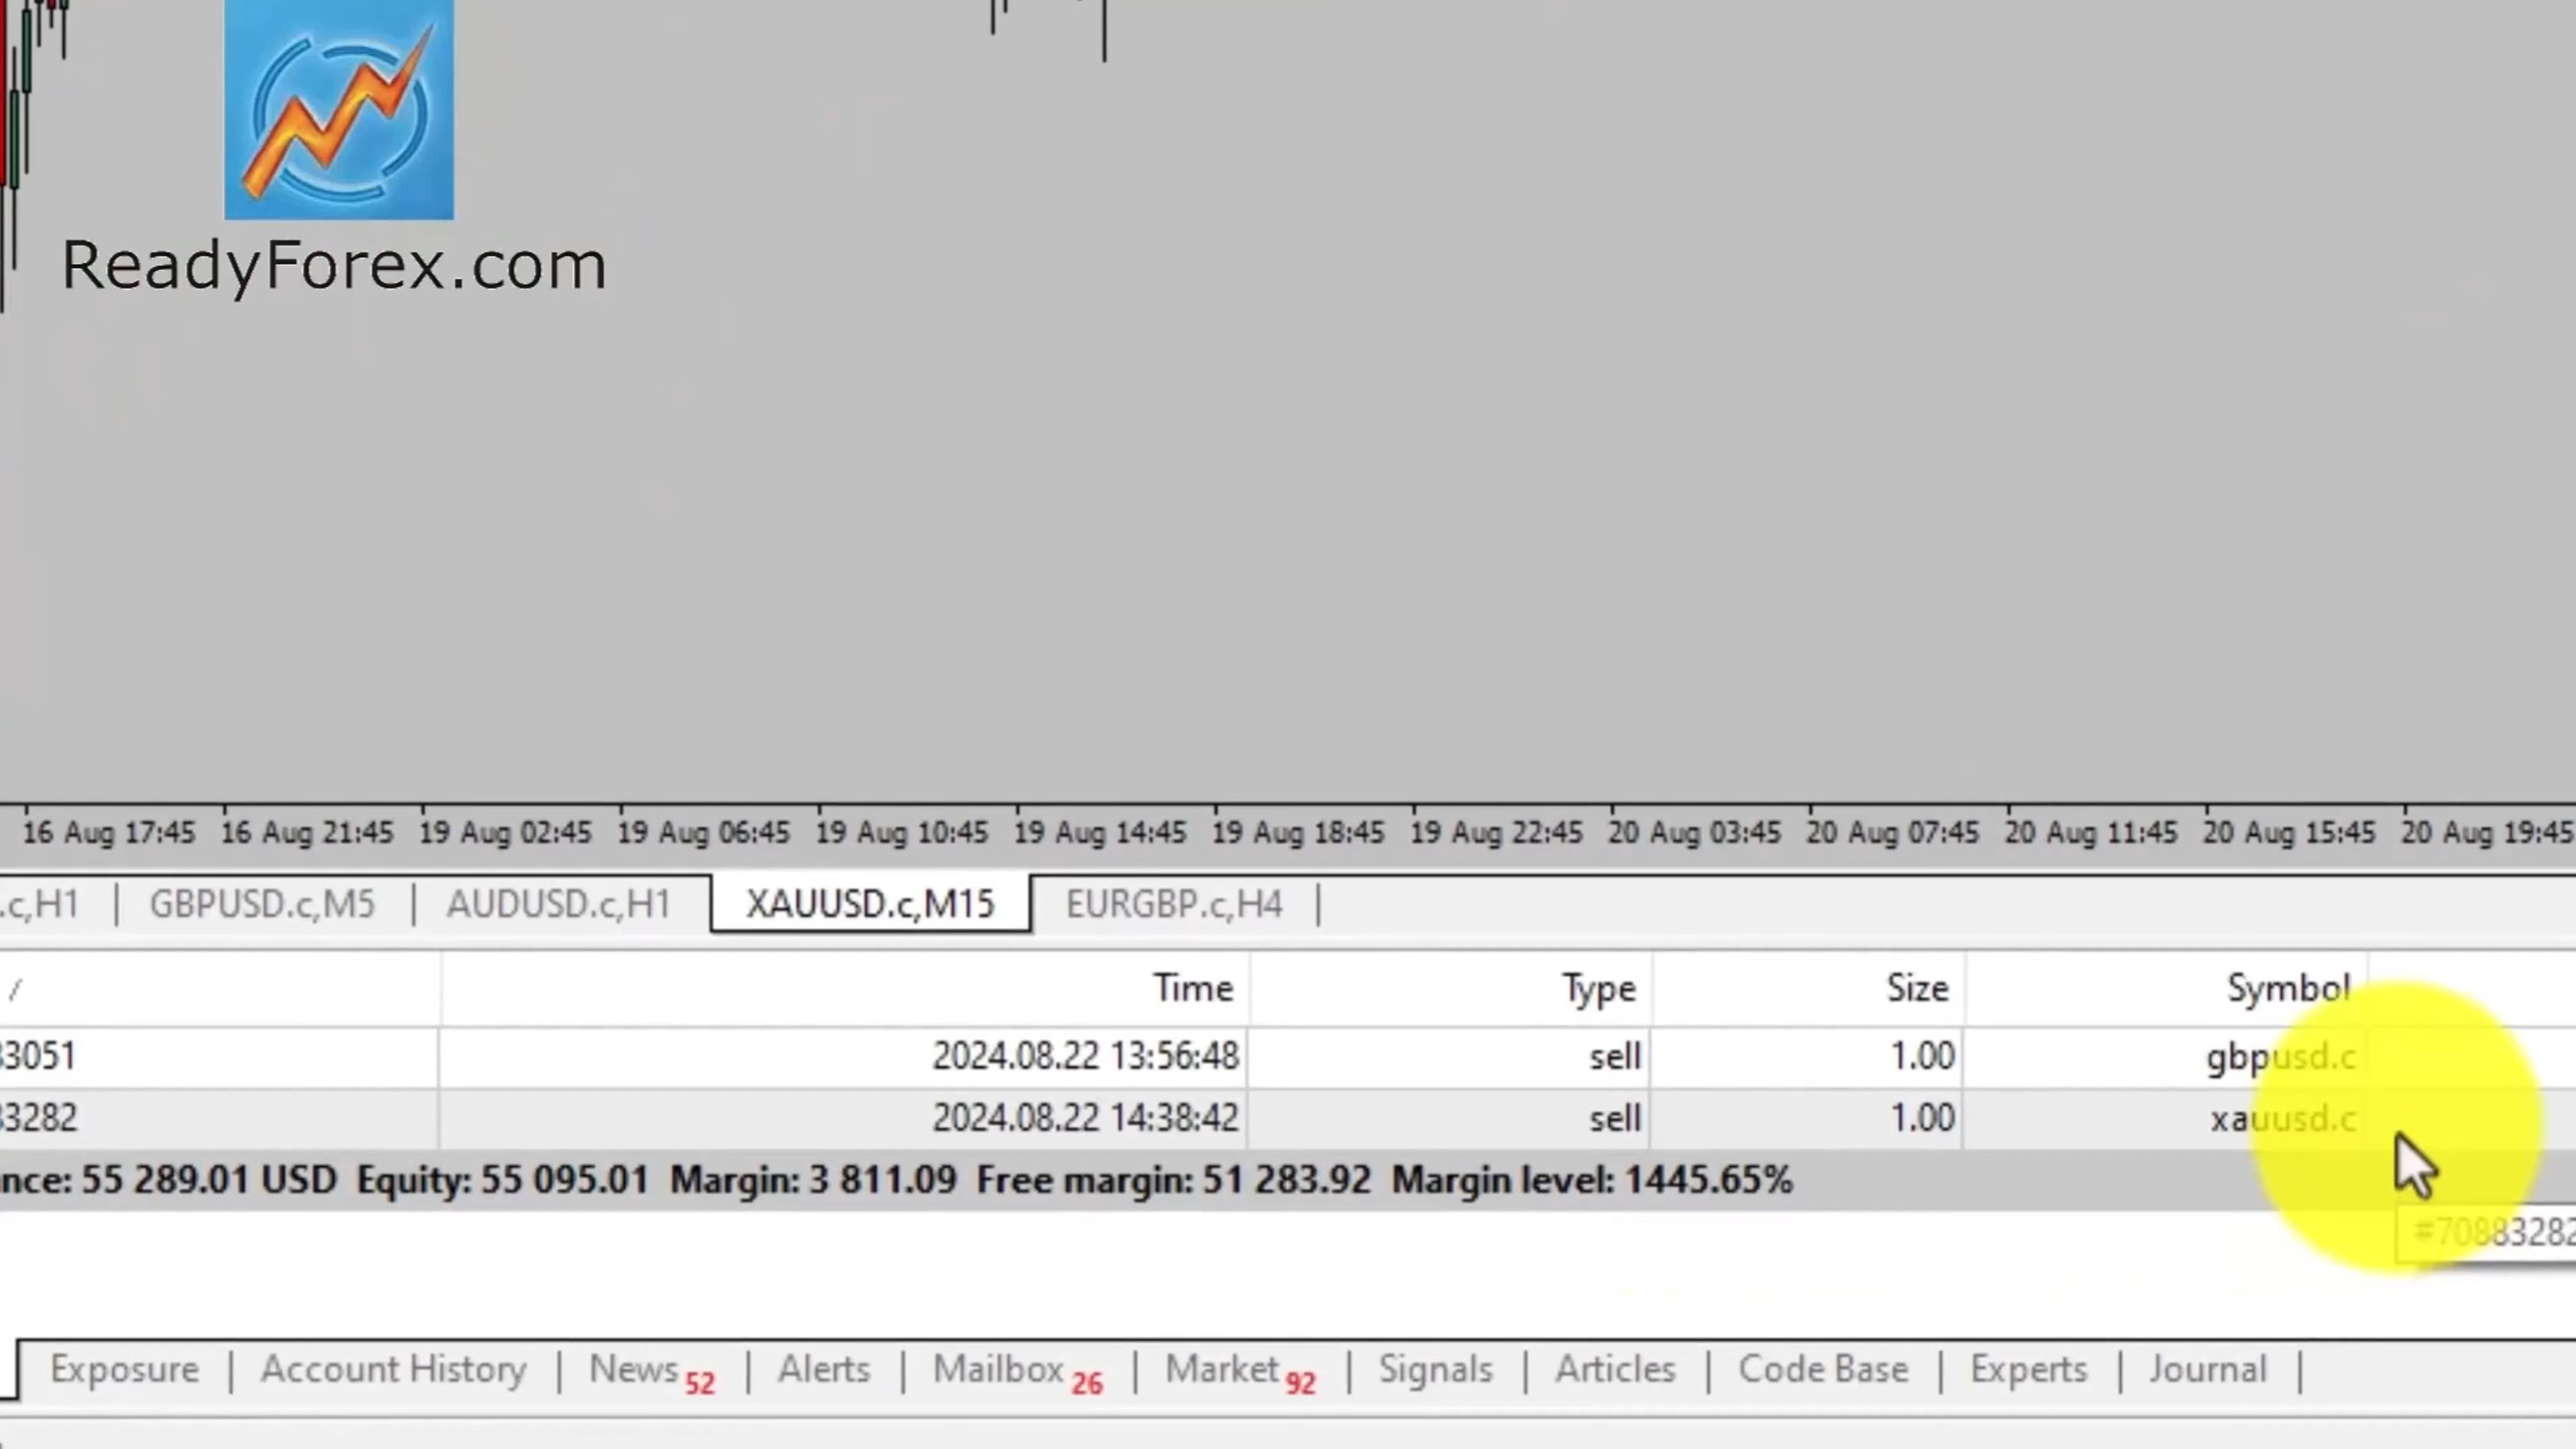 ReadyForex.com
16 Aug 17:45 16 Aug 21:45 19 Aug 02:45 19 Aug 06:45 19 Aug 10:45 19 Aug 14:45 19 Aug 18:45 19 Aug 22:45 20 Aug 03:45 20 Aug 07:45 20 Aug 11:45 20 Aug 15:45 20 Aug 19:45
.c,H1 | GBPUSD.c,M5 | AUDUSD.c,H1 XAUUSD.c,M15 EURGBP.c,H4 |
/ Time Type Size Symbol
3051 2024.08.22 13:56:48 sell 1.00 gbpusd.c
83282 2024.08.22 14:38:42 sell 1.00 xauusd.c
nce: 55 289.01 USD Equity: 55 095.01 Margin: 3 811.09 Free margin: 51 283.92 Margin level: 1445.65%
#70883282
Exposure | Account History | News 52 | Alerts | Mailbox 26 | Market 92 | Signals | Articles | Code Base | Experts | Journal |